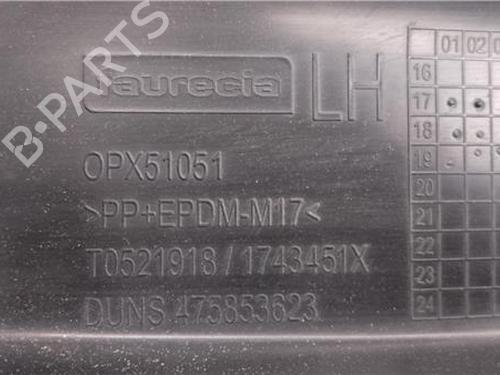 B-PARTS
faurecia LH
OPX51051
>PP+EPDM-M17<
T0521918 / 1743451X
DUNS 475853623
01 02
16
17
18
19
20
21
22
23
24